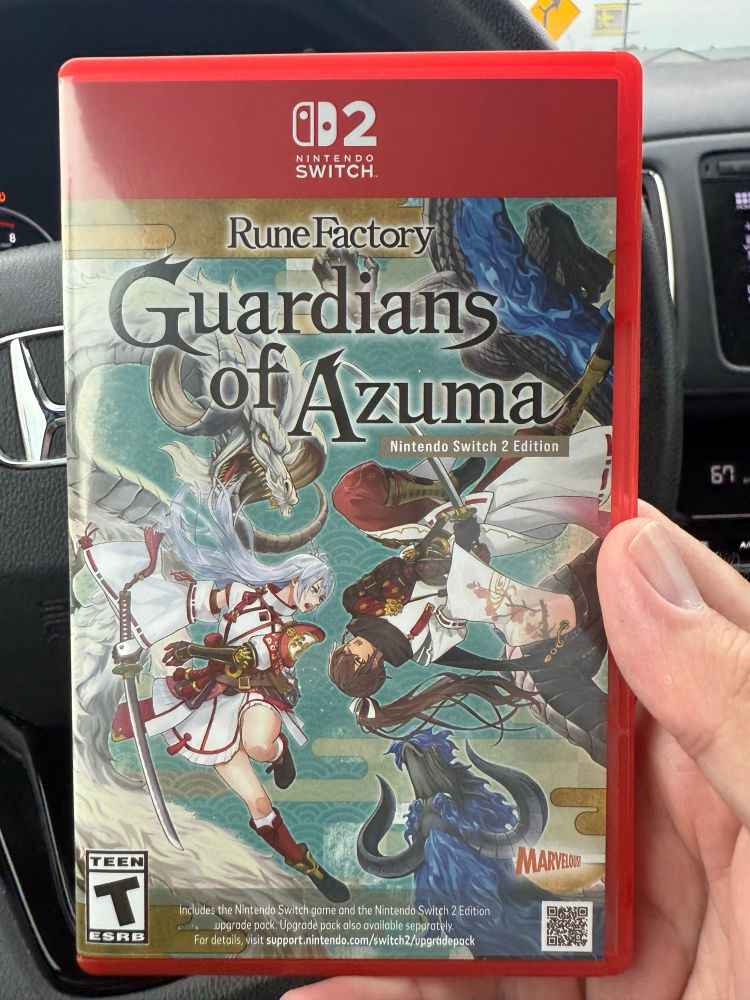 2
NINTENDO
SWITCH
Rune Factory
Guardians
of Azuma
Nintendo Switch 2 Edition
MARVELOUS!
TEEN
T
ESRB
Includes the Nintendo Switch game and the Nintendo Switch 2 Edition
upgrade pack. Upgrade pack also available separately.
For details, visit support.nintendo.com/switch2/upgradepack
8
67